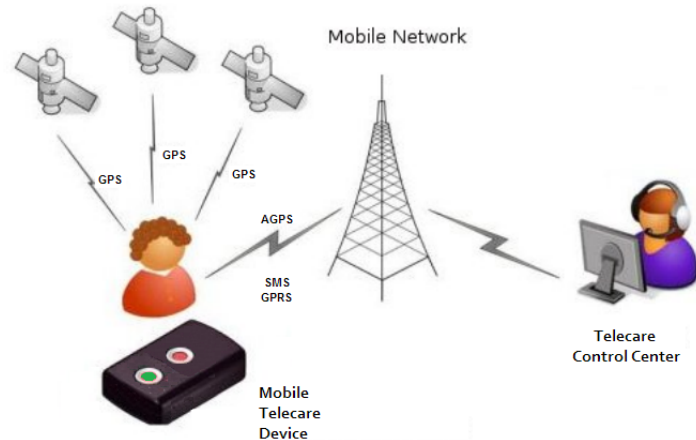 Mobile Network
GPS
GPS
GPS
AGPS
SMS
GPRS
Telecare
Control Center
Mobile
Telecare
Device